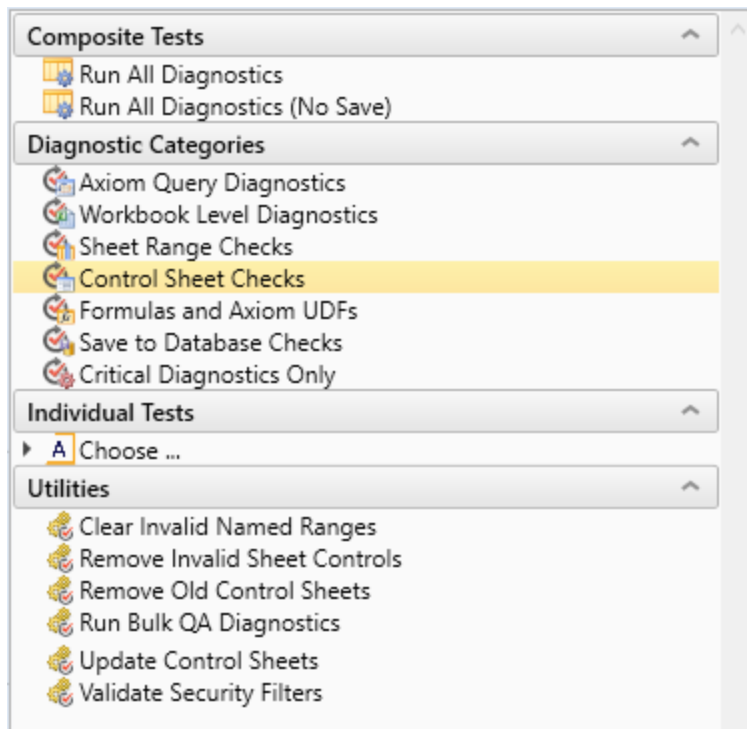 Composite Tests
Run All Diagnostics
Run All Diagnostics (No Save)
Diagnostic Categories
Axiom Query Diagnostics
Workbook Level Diagnostics
Sheet Range Checks
Control Sheet Checks
Formulas and Axiom UDFs
Save to Database Checks
Critical Diagnostics Only
Individual Tests
A Choose ...
Utilities
Clear Invalid Named Ranges
Remove Invalid Sheet Controls
Remove Old Control Sheets
Run Bulk QA Diagnostics
Update Control Sheets
Validate Security Filters